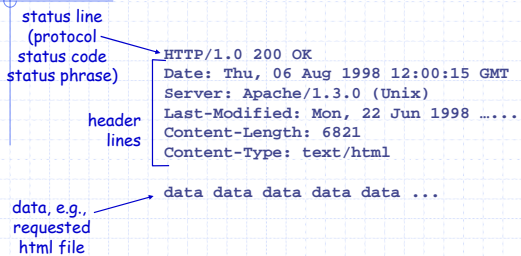 status line
(protocol
status code
status phrase)
HTTP/1.0 200 OK
Date: Thu, 06 Aug 1998 12:00:15 GMT
Server: Apache/1.3.0 (Unix)
Last-Modified: Mon, 22 Jun 1998 …...
Content-Length: 6821
Content-Type: text/html
header
lines
data data data data data ...
data, e.g.,
requested
html file